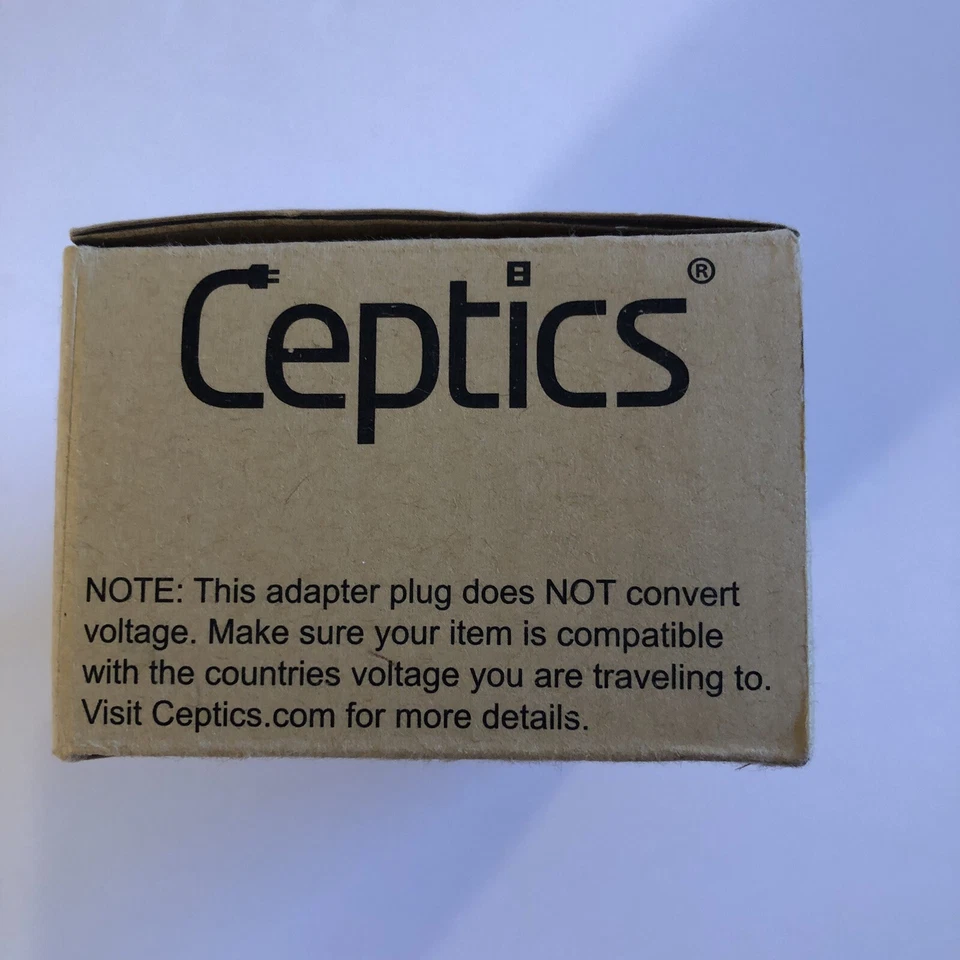 Ceptics®
NOTE: This adapter plug does NOT convert
voltage. Make sure your item is compatible
with the countries voltage you are traveling to.
Visit Ceptics.com for more details.